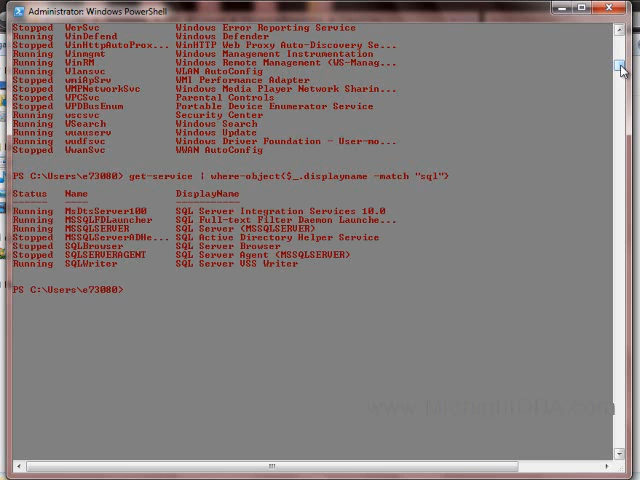 Administrator: Windows PowerShell
Stopped WerSvc Windows Error Reporting Service
Running WinDefend Windows Defender
Stopped WinHttpAutoProx... WinHTTP Web Proxy Auto-Discovery Se...
Running Winmgmt Windows Management Instrumentation
Running WinRM Windows Remote Management (WS-Manag...
Running Wlansvc WLAN AutoConfig
Stopped wmiApSrv WMI Performance Adapter
Stopped WMPNetworkSvc Windows Media Player Network Sharin...
Stopped WPCSvc Parental Controls
Stopped WPDBusEnum Portable Device Enumerator Service
Running wscsvc Security Center
Running WSearch Windows Search
Running wuauserv Windows Update
Running wudfsvc Windows Driver Foundation - User-mo...
Stopped WwanSvc WWAN AutoConfig
PS C:\Users\e73080> get-service | where-object{$_.displayname -match "sql"}
Status Name DisplayName
------ ---- -----------
Running MsDtsServer100 SQL Server Integration Services 10.0
Running MSSQLFDLauncher SQL Full-text Filter Daemon Launche...
Running MSSQLSERVER SQL Server (MSSQLSERVER)
Stopped MSSQLServerADHe... SQL Active Directory Helper Service
Stopped SQLBrowser SQL Server Browser
Stopped SQLSERVERAGENT SQL Server Agent (MSSQLSERVER)
Running SQLWriter SQL Server VSS Writer
PS C:\Users\e73080>
www.MidnightDBA.com